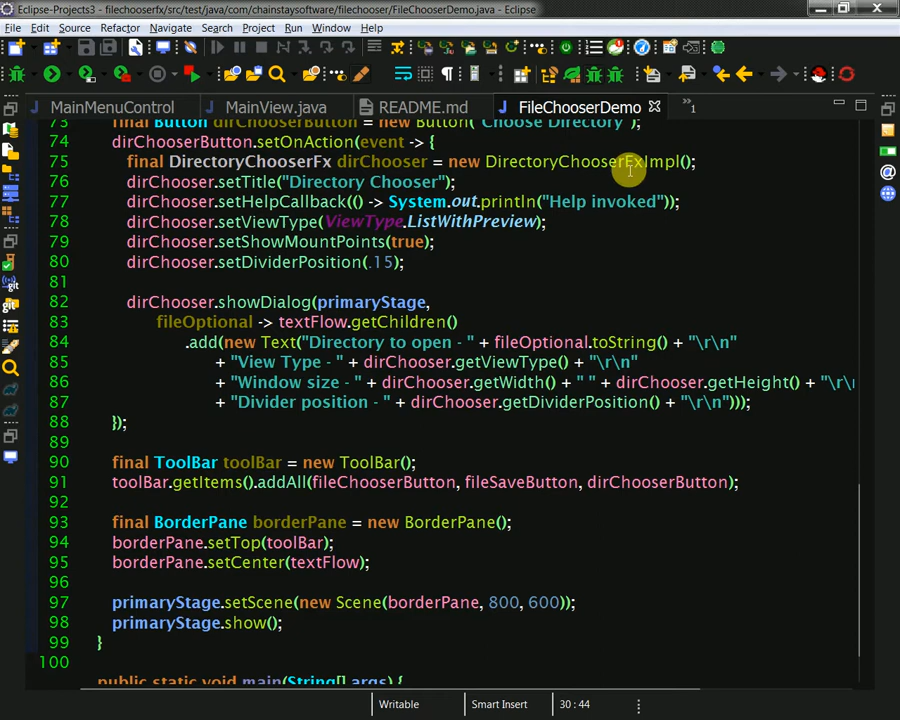 Eclipse-Projects3 - filechooserfx/src/test/java/com/chainstaysoftware/filechooser/FileChooserDemo.java - Eclipse
File Edit Source Refactor Navigate Search Project Run Window Help
MainMenuControl MainView.java README.md FileChooserDemo »1
73 final Button dirChooserButton = new Button("Choose Directory");
74 dirChooserButton.setOnAction(event -> {
75 final DirectoryChooserFx dirChooser = new DirectoryChooserFxImpl();
76 dirChooser.setTitle("Directory Chooser");
77 dirChooser.setHelpCallback(() -> System.out.println("Help invoked"));
78 dirChooser.setViewType(ViewType.ListWithPreview);
79 dirChooser.setShowMountPoints(true);
80 dirChooser.setDividerPosition(.15);
81
82 dirChooser.showDialog(primaryStage,
83 fileOptional -> textFlow.getChildren()
84 .add(new Text("Directory to open - " + fileOptional.toString() + "\r\n"
85 + "View Type - " + dirChooser.getViewType() + "\r\n"
86 + "Window size - " + dirChooser.getWidth() + " " + dirChooser.getHeight() + "\r\n
87 + "Divider position - " + dirChooser.getDividerPosition() + "\r\n")));
88 });
89
90 final ToolBar toolBar = new ToolBar();
91 toolBar.getItems().addAll(fileChooserButton, fileSaveButton, dirChooserButton);
92
93 final BorderPane borderPane = new BorderPane();
94 borderPane.setTop(toolBar);
95 borderPane.setCenter(textFlow);
96
97 primaryStage.setScene(new Scene(borderPane, 800, 600));
98 primaryStage.show();
99 }
100
public static void main(String[] args) {
Writable Smart Insert 30 : 44